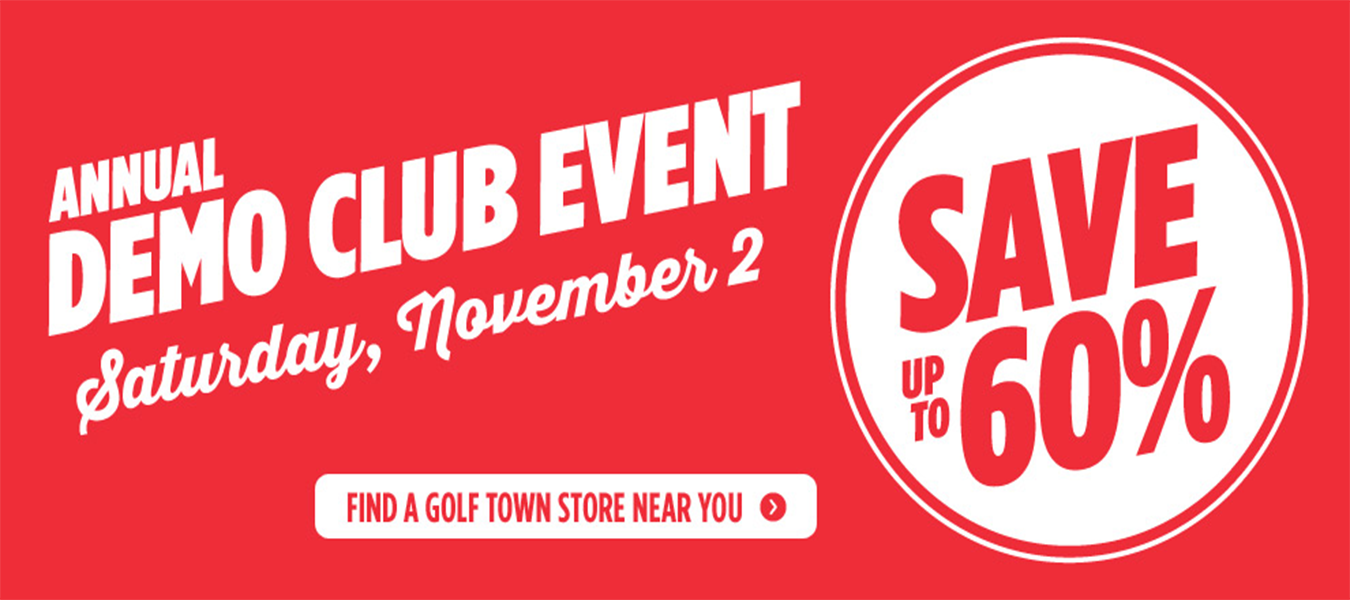 ANNUAL
DEMO CLUB EVENT
Saturday, November 2
SAVE
UP TO 60%
FIND A GOLF TOWN STORE NEAR YOU